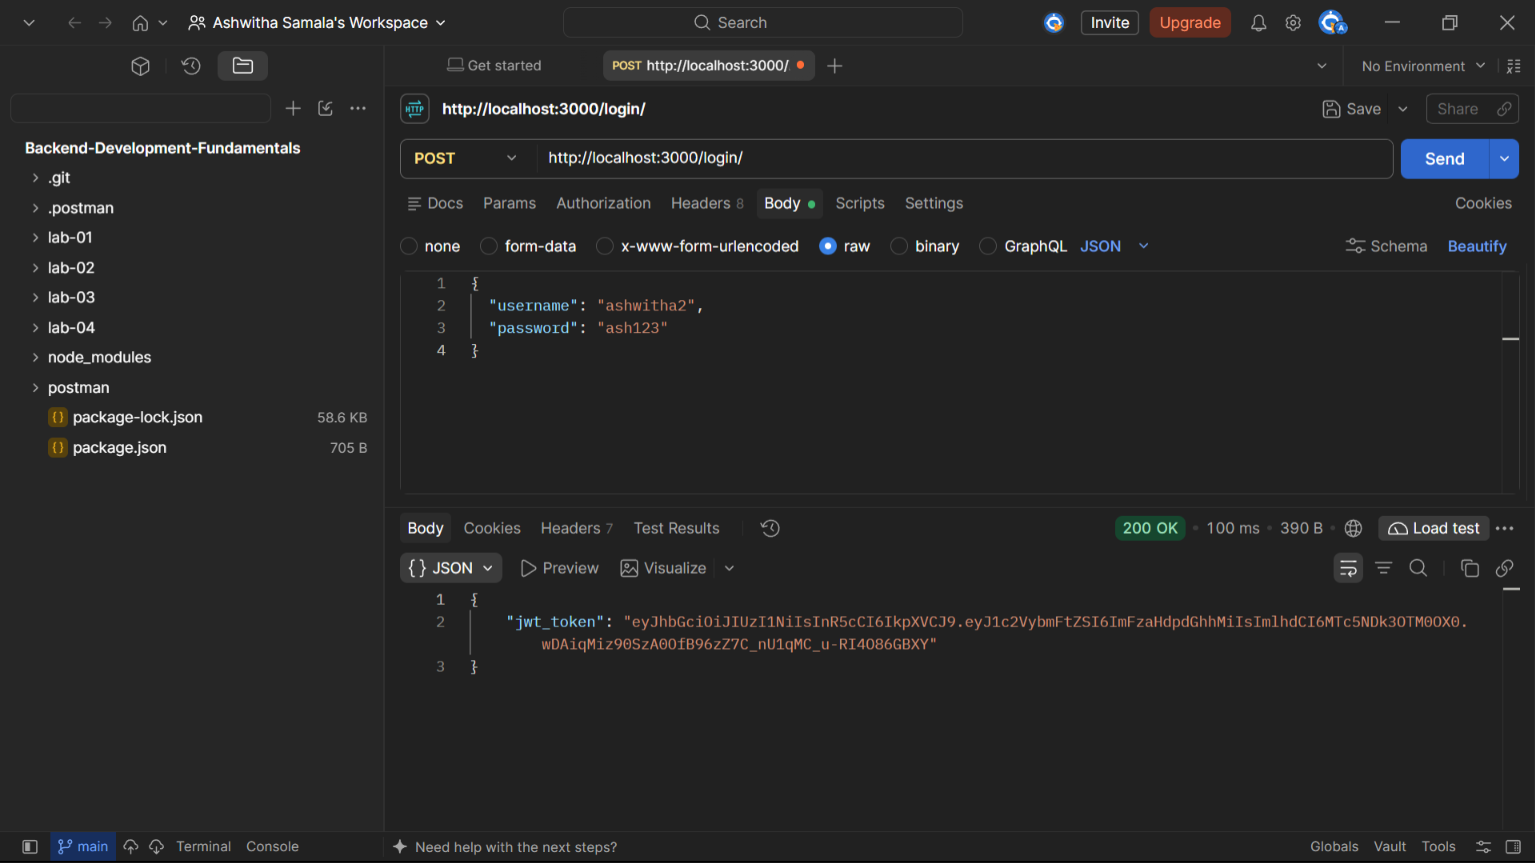 Ashwitha Samala's Workspace
Search
Invite
Upgrade
Get started
POST http://localhost:3000/
No Environment
HTTP http://localhost:3000/login/
Save
Share
Backend-Development-Fundamentals
.git
.postman
lab-01
lab-02
lab-03
lab-04
node_modules
postman
{} package-lock.json 58.6 KB
{} package.json 705 B
POST http://localhost:3000/login/
Send
Docs Params Authorization Headers 8 Body Scripts Settings Cookies
none form-data x-www-form-urlencoded raw binary GraphQL JSON Schema Beautify
1 {
2 "username": "ashwitha2",
3 "password": "ash123"
4 }
Body Cookies Headers 7 Test Results
200 OK • 100 ms • 390 B •
Load test
{} JSON Preview Visualize
1 {
2 "jwt_token": "eyJhbGciOiJIUzI1NiIsInR5cCI6IkpXVCJ9.eyJ1c2VybmFtZSI6ImFzaHdpdGhhMiIsImlhdCI6MTc5NDk3OTM0OX0.
wDAiqMiz90SzA0OfB96zZ7C_nU1qMC_u-RI4O86GBXY"
3 }
main Terminal Console
Need help with the next steps?
Globals Vault Tools